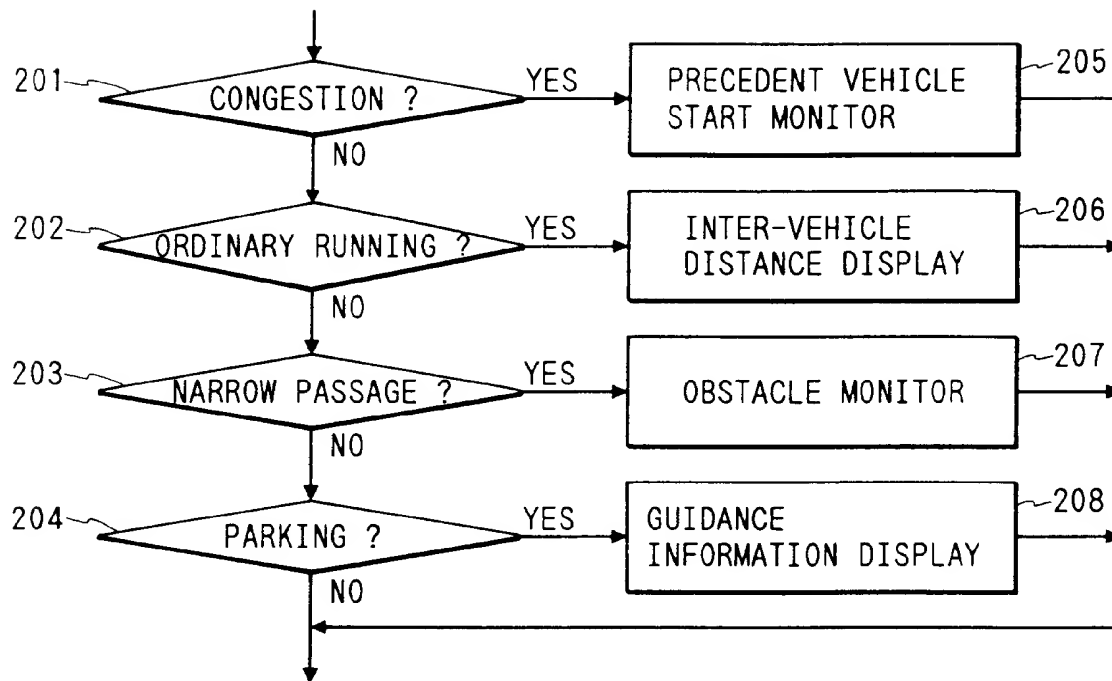 201
CONGESTION ?
YES
PRECEDENT VEHICLE
START MONITOR
205
NO
202
ORDINARY RUNNING ?
YES
INTER-VEHICLE
DISTANCE DISPLAY
206
NO
203
NARROW PASSAGE ?
YES
OBSTACLE MONITOR
207
NO
204
PARKING ?
YES
GUIDANCE
INFORMATION DISPLAY
208
NO